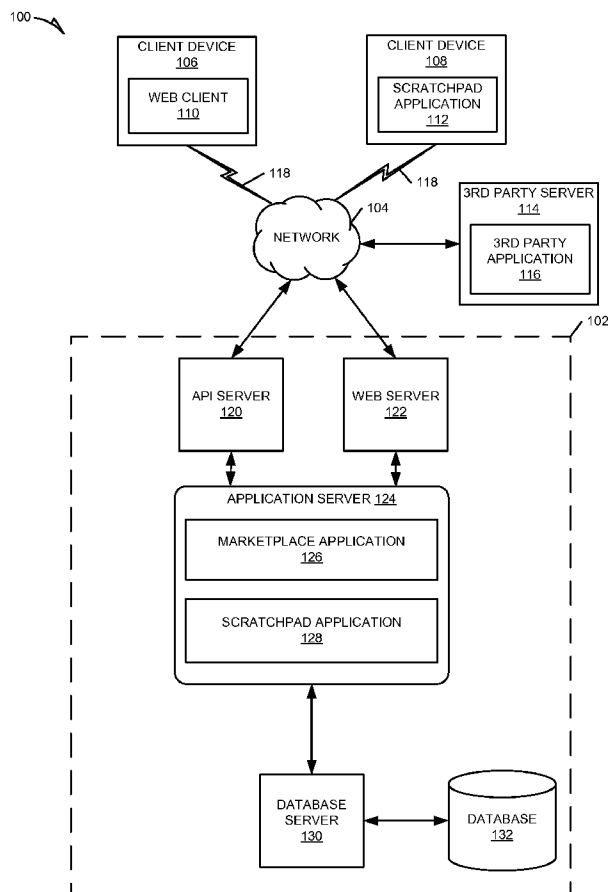 100
CLIENT DEVICE
106
WEB CLIENT
110
CLIENT DEVICE
108
SCRATCHPAD
APPLICATION
112
118
118
104
NETWORK
3RD PARTY SERVER
114
3RD PARTY
APPLICATION
116
102
API SERVER
120
WEB SERVER
122
APPLICATION SERVER 124
MARKETPLACE APPLICATION
126
SCRATCHPAD APPLICATION
128
DATABASE
SERVER
130
DATABASE
132